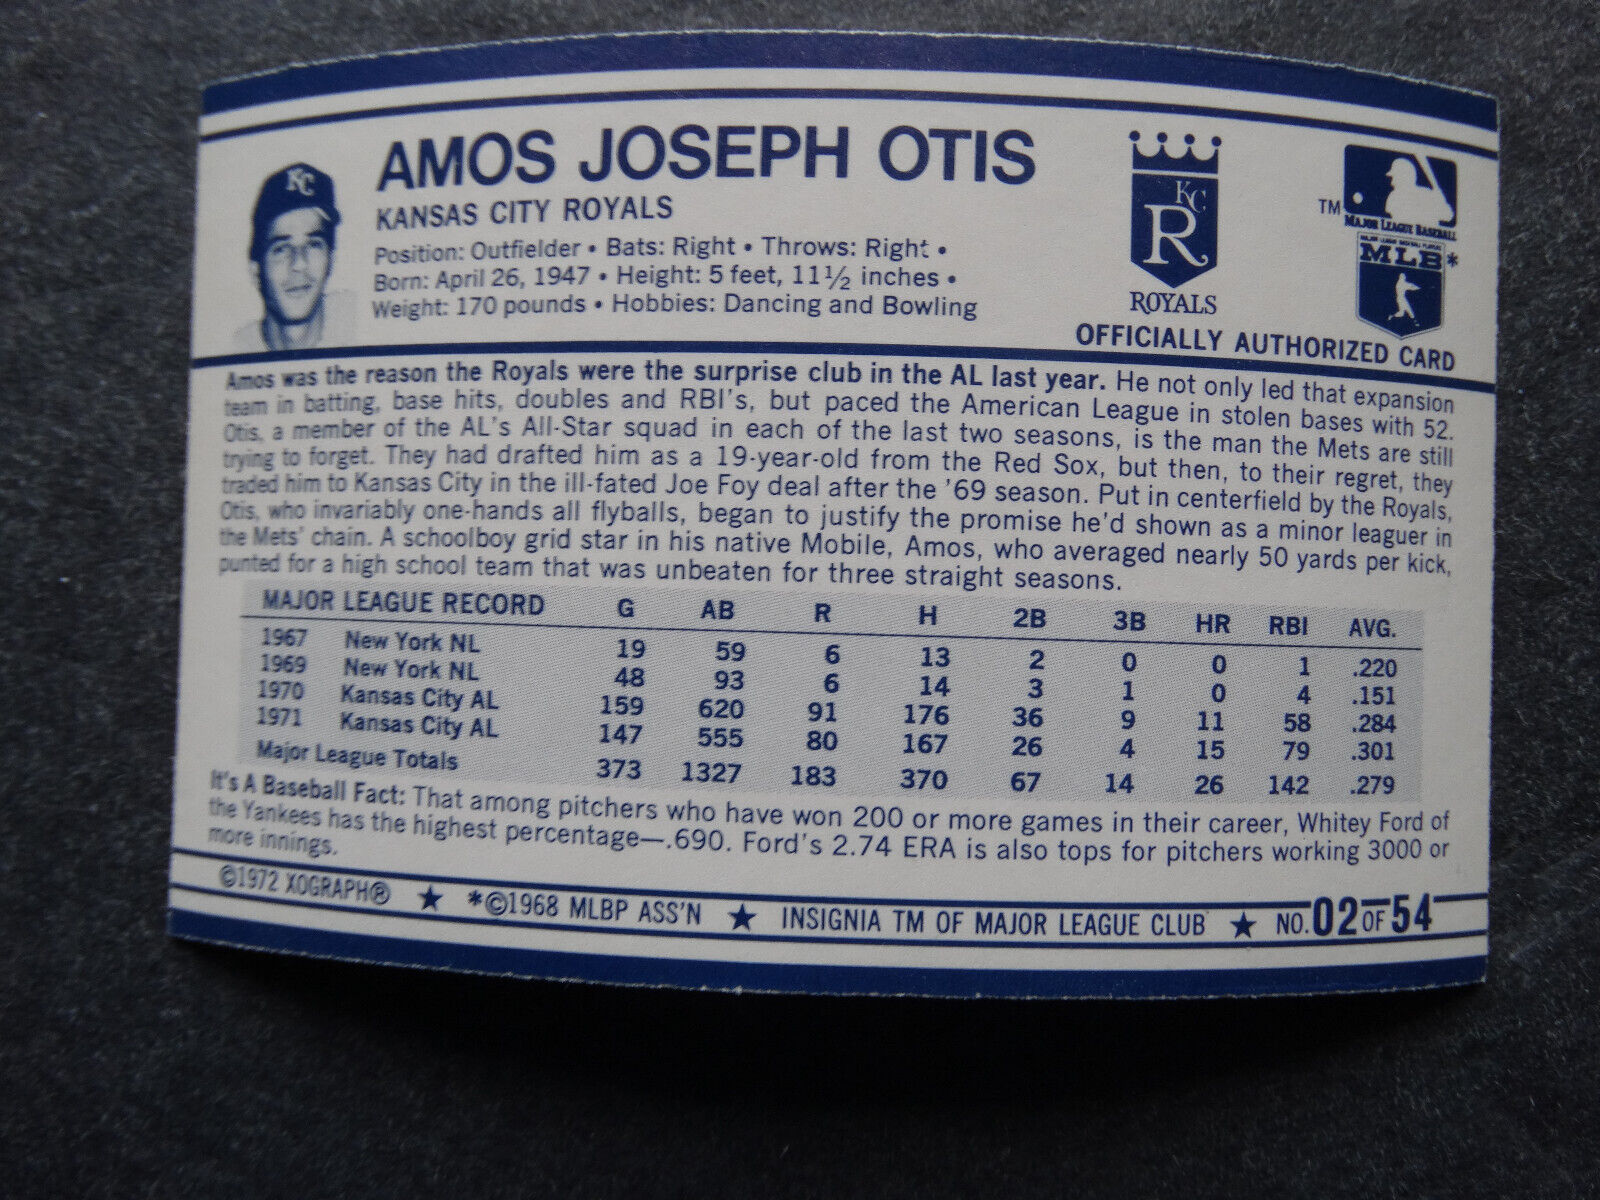 AMOS JOSEPH OTIS
KANSAS CITY ROYALS
Position: Outfielder • Bats: Right • Throws: Right •
Born: April 26, 1947 • Height: 5 feet, 11½ inches •
Weight: 170 pounds • Hobbies: Dancing and Bowling
KC
KC
R
ROYALS
TM
MAJOR LEAGUE BASEBALL
MAJOR LEAGUE BASEBALL PLAYERS
MLB*
OFFICIALLY AUTHORIZED CARD
Amos was the reason the Royals were the surprise club in the AL last year. He not only led that expansion
team in batting, base hits, doubles and RBI's, but paced the American League in stolen bases with 52.
Otis, a member of the AL's All-Star squad in each of the last two seasons, is the man the Mets are still
trying to forget. They had drafted him as a 19-year-old from the Red Sox, but then, to their regret, they
traded him to Kansas City in the ill-fated Joe Foy deal after the '69 season. Put in centerfield by the Royals,
Otis, who invariably one-hands all flyballs, began to justify the promise he'd shown as a minor leaguer in
the Mets' chain. A schoolboy grid star in his native Mobile, Amos, who averaged nearly 50 yards per kick,
punted for a high school team that was unbeaten for three straight seasons.
MAJOR LEAGUE RECORD G AB R H 2B 3B HR RBI AVG.
1967 New York NL 19 59 6 13 2 0 0 1 .220
1969 New York NL 48 93 6 14 3 1 0 4 .151
1970 Kansas City AL 159 620 91 176 36 9 11 58 .284
1971 Kansas City AL 147 555 80 167 26 4 15 79 .301
Major League Totals 373 1327 183 370 67 14 26 142 .279
It's A Baseball Fact: That among pitchers who have won 200 or more games in their career, Whitey Ford of
the Yankees has the highest percentage—.690. Ford's 2.74 ERA is also tops for pitchers working 3000 or
more innings.
©1972 XOGRAPH® ★ *©1968 MLBP ASS'N ★ INSIGNIA TM OF MAJOR LEAGUE CLUB ★ NO. 02 OF 54